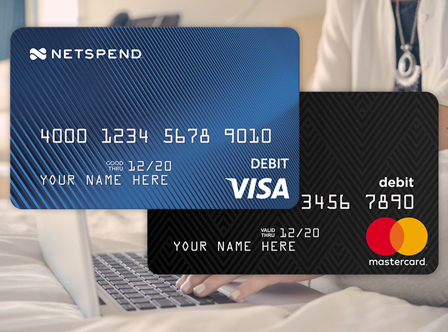 NETSPEND
4000 1234 5678 9010
GOOD
THRU 12/20
DEBIT
YOUR NAME HERE
VISA
3456 7890
debit
VALID
THRU 12/20
YOUR NAME HERE
mastercard.